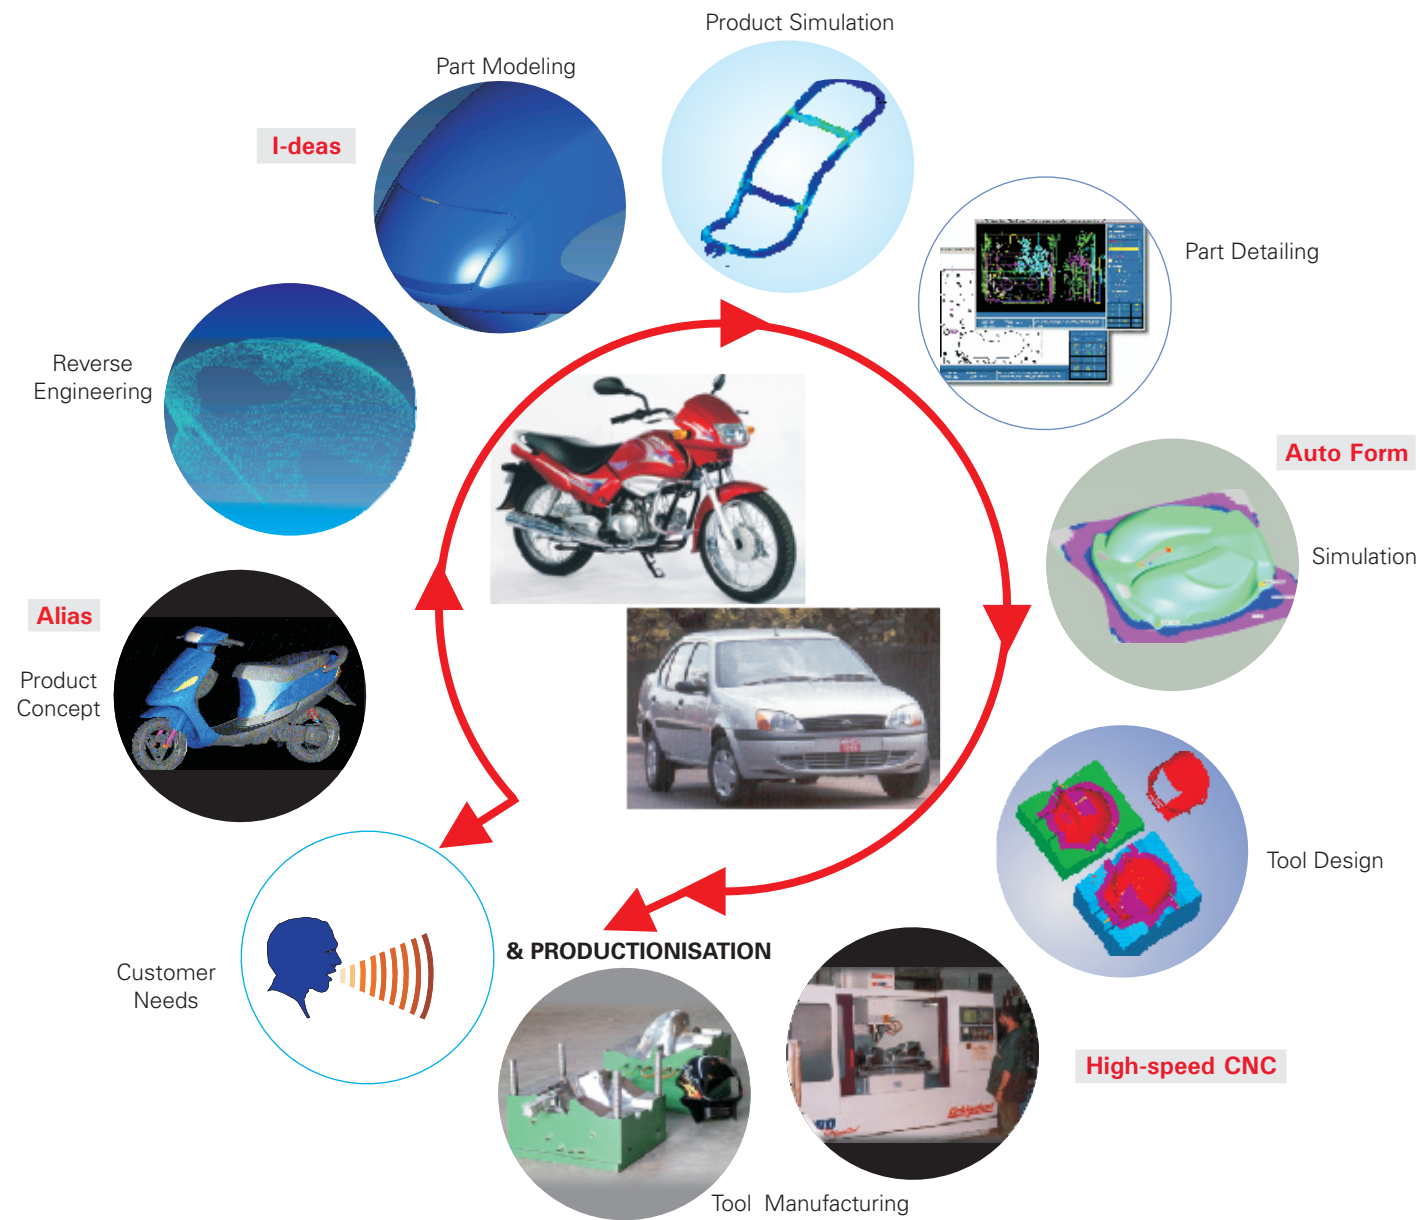 Product Simulation
Part Modeling
I-deas
Part Detailing
Reverse
Engineering
Auto Form
Simulation
Alias
Product
Concept
Tool Design
& PRODUCTIONISATION
Customer
Needs
High-speed CNC
Tool Manufacturing